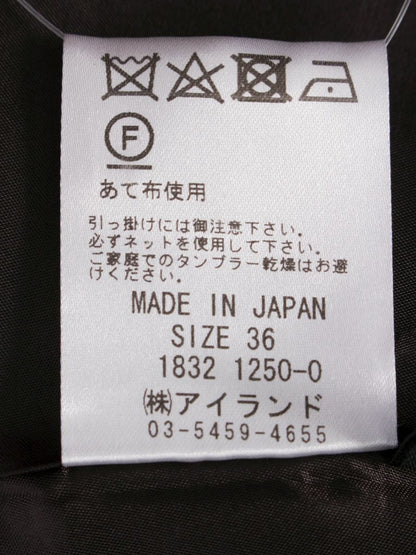 F
あて布使用
引っ掛けには御注意下さい。
必ずネットを使用して下さい。
ご家庭でのタンブラー乾燥はお避
けください。
MADE IN JAPAN
SIZE 36
1832 1250-0
㈱アイランド
03-5459-4655